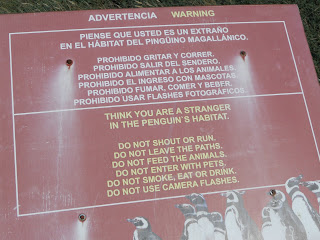 ADVERTENCIA WARNING
PIENSE QUE USTED ES UN EXTRAÑO
EN EL HÁBITAT DEL PINGÜINO MAGALLÁNICO.
PROHIBIDO GRITAR Y CORRER.
PROHIBIDO SALIR DEL SENDERO.
PROHIBIDO ALIMENTAR A LOS ANIMALES.
PROHIBIDO EL INGRESO CON MASCOTAS.
PROHIBIDO FUMAR, COMER Y BEBER.
PROHIBIDO USAR FLASHES FOTOGRÁFICOS
THINK YOU ARE A STRANGER
IN THE PENGUIN´S HABITAT.
DO NOT SHOUT OR RUN.
DO NOT LEAVE THE PATHS.
DO NOT FEED THE ANIMALS.
DO NOT ENTER WITH PETS.
DO NOT SMOKE, EAT OR DRINK.
DO NOT USE CAMERA FLASHES.